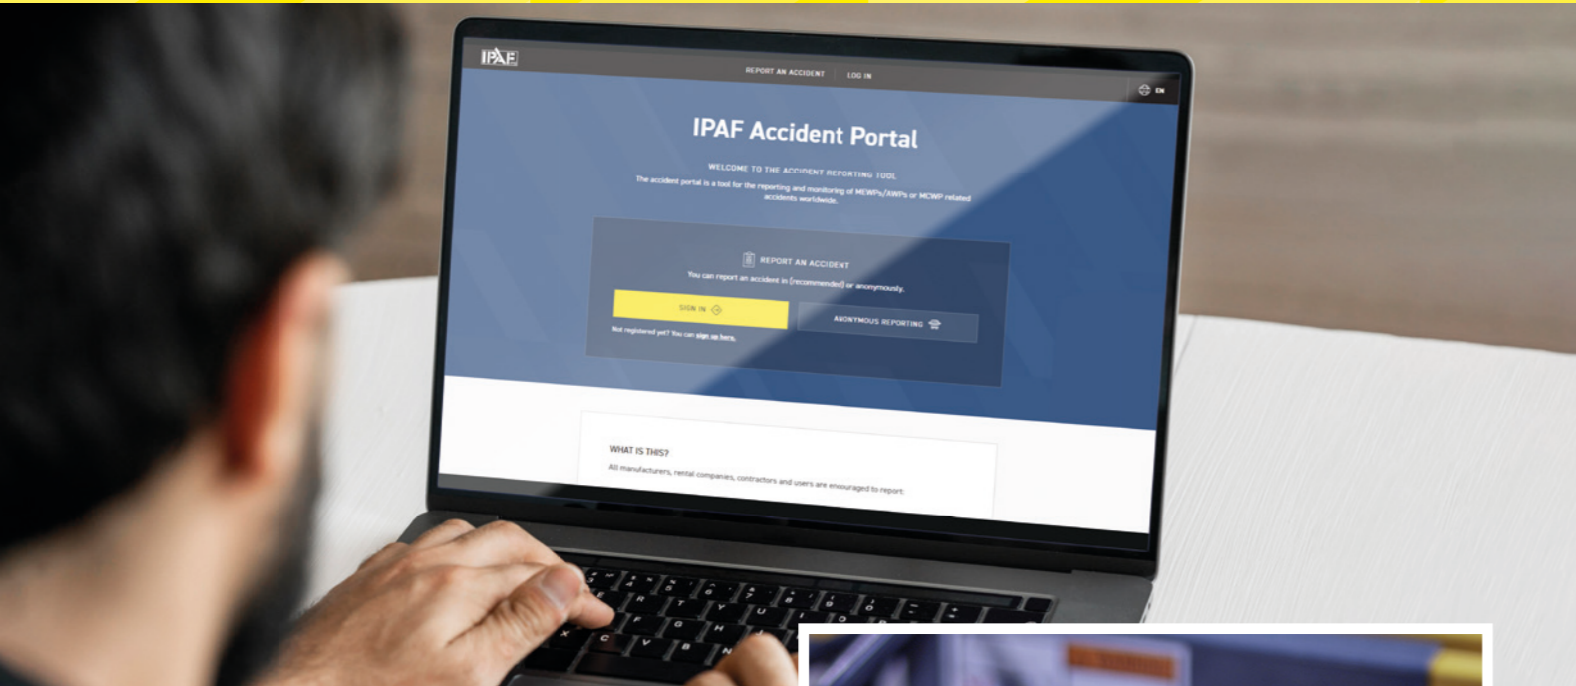 IPAF
REPORT AN ACCIDENT
LOG IN
EN
IPAF Accident Portal
WELCOME TO THE ACCIDENT REPORTING TOOL
The accident portal is a tool for the reporting and monitoring of MEWPs/AWPs or MCWP related
accidents worldwide.
REPORT AN ACCIDENT
You can report an accident in (recommended) or anonymously.
SIGN IN
ANONYMOUS REPORTING
Not registered yet? You can sign up here.
WHAT IS THIS?
All manufacturers, rental companies, contractors and users are encouraged to report: